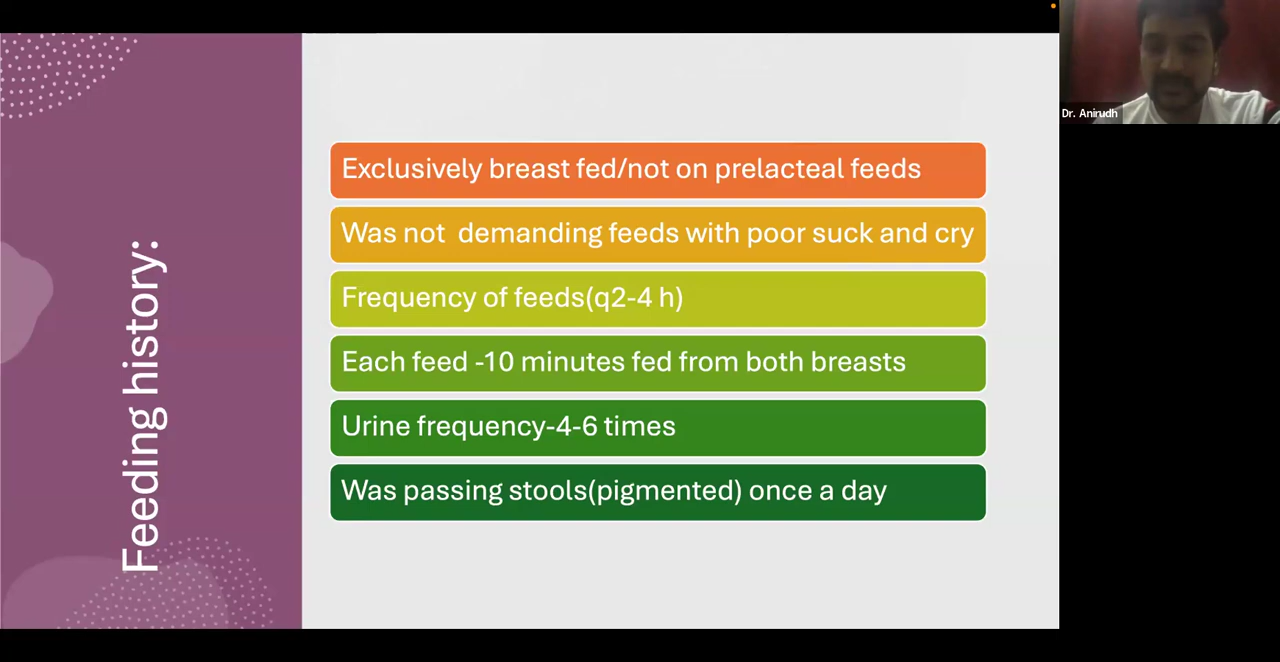 Feeding history:
Exclusively breast fed/not on prelacteal feeds
Was not  demanding feeds with poor suck and cry
Frequency of feeds(q2-4 h)
Each feed -10 minutes fed from both breasts
Urine frequency-4-6 times
Was passing stools(pigmented) once a day
Dr. Anirudh